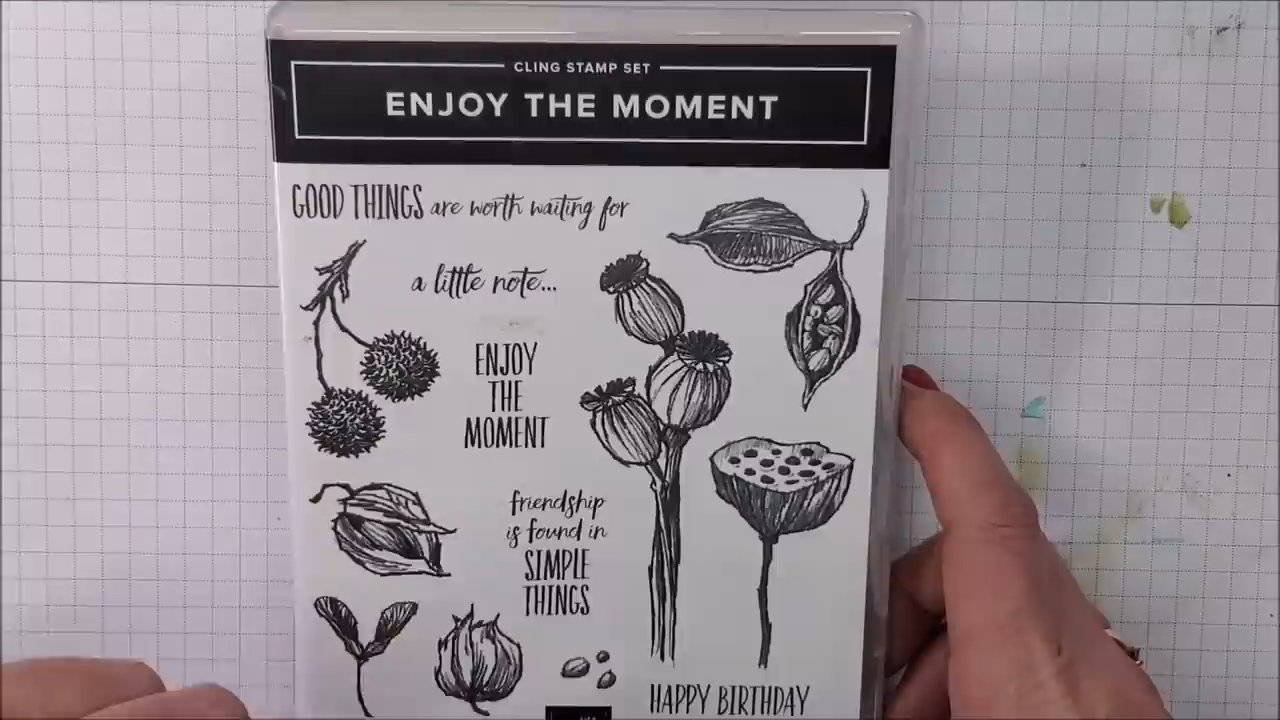 CLING STAMP SET
ENJOY THE MOMENT
GOOD THINGS are worth waiting for
a little note...
ENJOY
THE
MOMENT
friendship
is found in
SIMPLE
THINGS
HAPPY BIRTHDAY